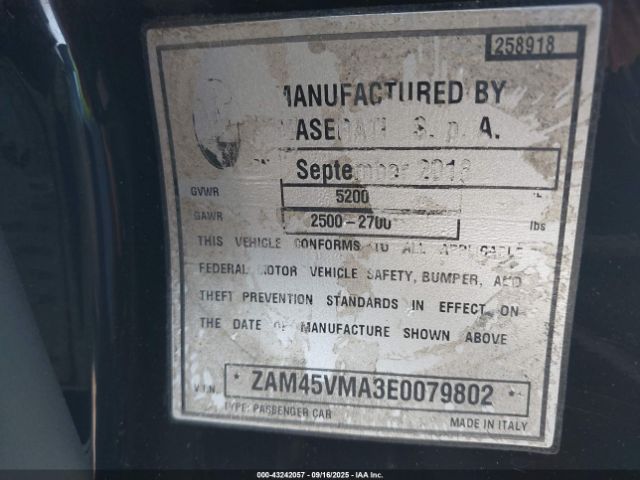 258918
MANUFACTURED BY
MASERATI S. p. A.
September 2013
GVWR 5200
GAWR 2500-2700 lbs
THIS VEHICLE CONFORMS TO ALL APPLICABLE
FEDERAL MOTOR VEHICLE SAFETY, BUMPER, AND
THEFT PREVENTION STANDARDS IN EFFECT ON
THE DATE OF MANUFACTURE SHOWN ABOVE
V.I.N. * ZAM45VMA3E0079802 *
TYPE: PASSENGER CAR MADE IN ITALY
000-43242057 - 09/16/2025 - IAA Inc.